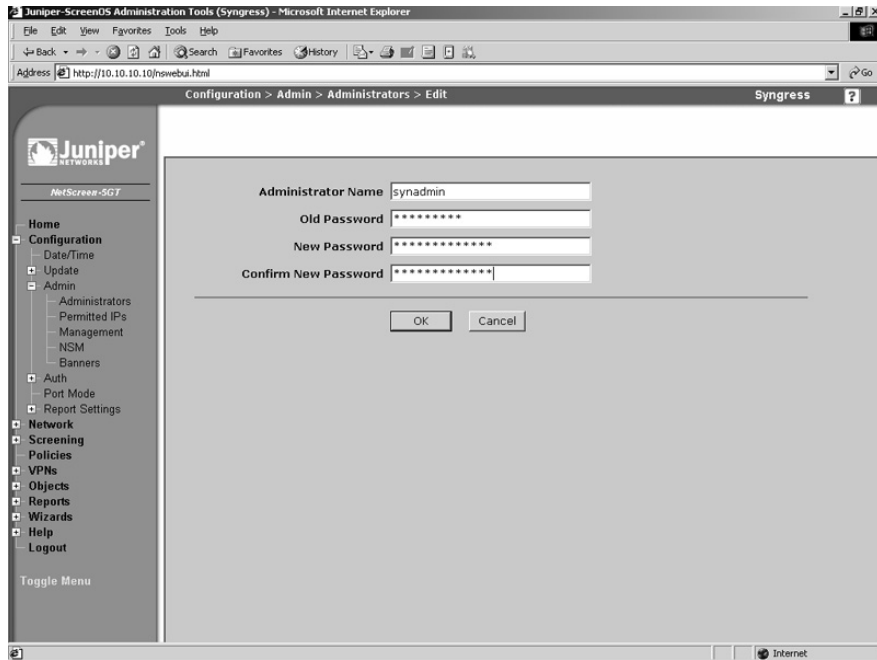 Juniper-ScreenOS Administration Tools (Syngress) - Microsoft Internet Explorer
File Edit View Favorites Tools Help
Back Search Favorites History
Address http://10.10.10.10/nswebui.html Go
Configuration > Admin > Administrators > Edit Syngress ?
Juniper®
NETWORKS
NetScreen-5GT
Home
Configuration
Date/Time
Update
Admin
Administrators
Permitted IPs
Management
NSM
Banners
Auth
Port Mode
Report Settings
Network
Screening
Policies
VPNs
Objects
Reports
Wizards
Help
Logout
Toggle Menu
Administrator Name synadmin
Old Password *********
New Password *************
Confirm New Password *************
OK Cancel
Internet